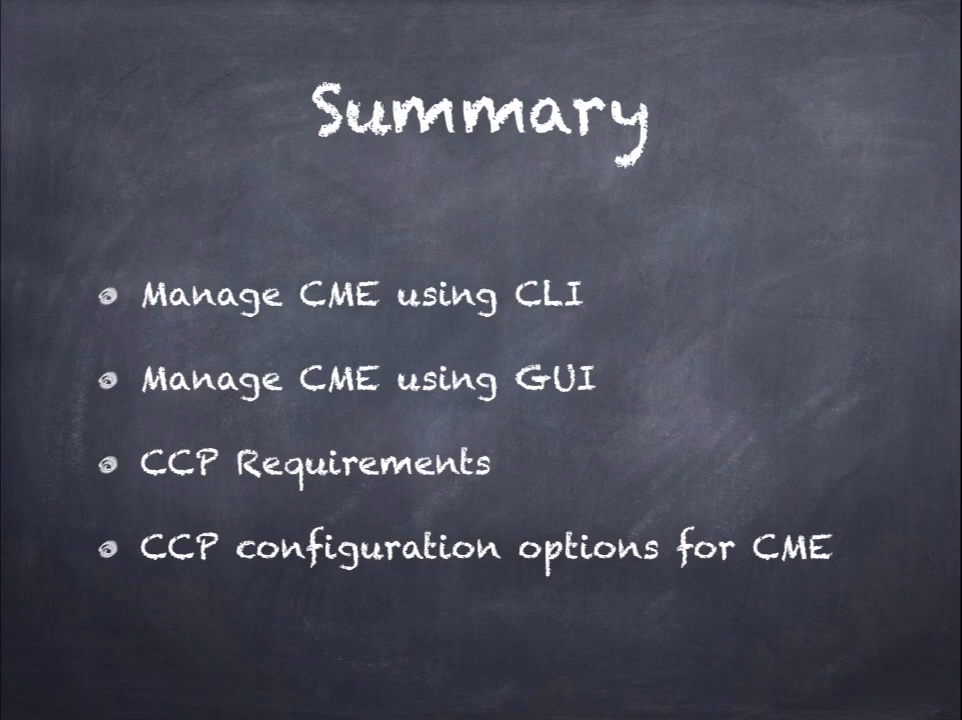 Summary
Manage CME using CLI
Manage CME using GUI
CCP Requirements
CCP configuration options for CME